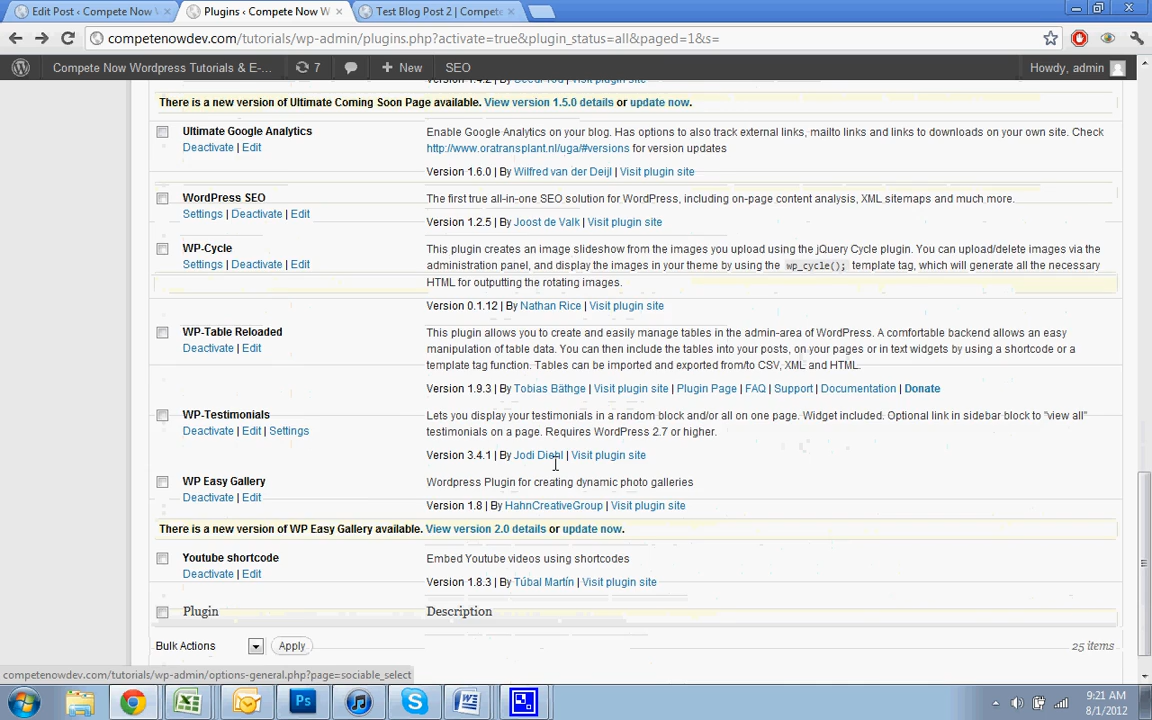 Edit Post ‹ Compete Now W
Plugins ‹ Compete Now W
Test Blog Post 2 | Compete
competenowdev.com/tutorials/wp-admin/plugins.php?activate=true&plugin_status=all&paged=1&s=
Compete Now Wordpress Tutorials & E-... 7 + New SEO Howdy, admin
Visit plugin site
There is a new version of Ultimate Coming Soon Page available. View version 1.5.0 details or update now.
Ultimate Google Analytics Enable Google Analytics on your blog. Has options to also track external links, mailto links and links to downloads on your own site. Check
Deactivate | Edit http://www.oratransplant.nl/uga/#versions for version updates
Version 1.6.0 | By Wilfred van der Deijl | Visit plugin site
WordPress SEO The first true all-in-one SEO solution for WordPress, including on-page content analysis, XML sitemaps and much more.
Settings | Deactivate | Edit Version 1.2.5 | By Joost de Valk | Visit plugin site
WP-Cycle This plugin creates an image slideshow from the images you upload using the jQuery Cycle plugin. You can upload/delete images via the
Settings | Deactivate | Edit administration panel, and display the images in your theme by using the wp_cycle(); template tag, which will generate all the necessary
HTML for outputting the rotating images.
Version 0.1.12 | By Nathan Rice | Visit plugin site
WP-Table Reloaded This plugin allows you to create and easily manage tables in the admin-area of WordPress. A comfortable backend allows an easy
Deactivate | Edit manipulation of table data. You can then include the tables into your posts, on your pages or in text widgets by using a shortcode or a
template tag function. Tables can be imported and exported from/to CSV, XML and HTML.
Version 1.9.3 | By Tobias Bäthge | Visit plugin site | Plugin Page | FAQ | Support | Documentation | Donate
WP-Testimonials Lets you display your testimonials in a random block and/or all on one page. Widget included. Optional link in sidebar block to "view all"
Deactivate | Edit | Settings testimonials on a page. Requires WordPress 2.7 or higher.
Version 3.4.1 | By Jodi Diehl | Visit plugin site
WP Easy Gallery Wordpress Plugin for creating dynamic photo galleries
Deactivate | Edit Version 1.8 | By HahnCreativeGroup | Visit plugin site
There is a new version of WP Easy Gallery available. View version 2.0 details or update now.
Youtube shortcode Embed Youtube videos using shortcodes
Deactivate | Edit Version 1.8.3 | By Túbal Martín | Visit plugin site
Plugin Description
Bulk Actions Apply 25 items
competenowdev.com/tutorials/wp-admin/options-general.php?page=sociable_select
9:21 AM
8/1/2012